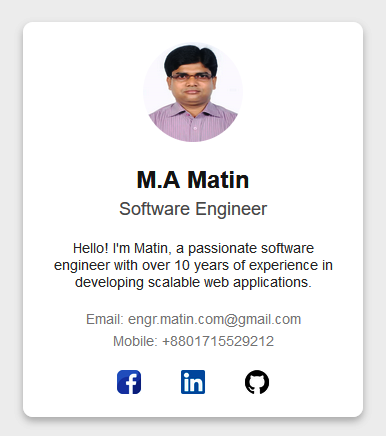 M.A Matin
Software Engineer
Hello! I'm Matin, a passionate software
engineer with over 10 years of experience in
developing scalable web applications.
Email: engr.matin.com@gmail.com
Mobile: +8801715529212